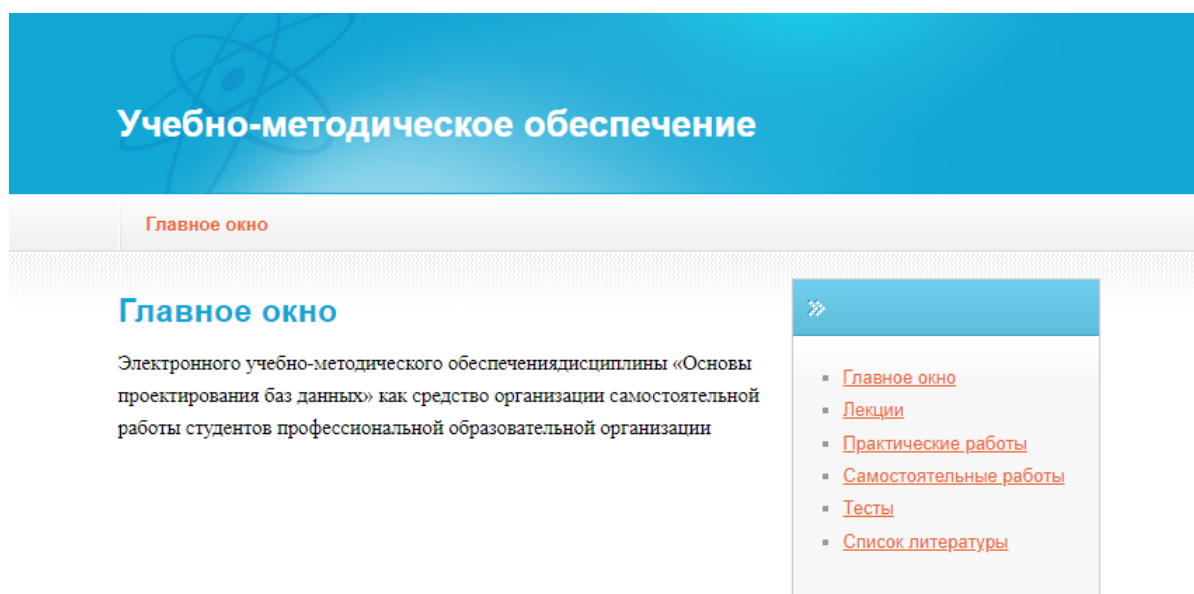 Учебно-методическое обеспечение
Главное окно
Главное окно
Электронного учебно-методического обеспечениядисциплины «Основы
проектирования баз данных» как средство организации самостоятельной
работы студентов профессиональной образовательной организации
Главное окно
Лекции
Практические работы
Самостоятельные работы
Тесты
Список литературы